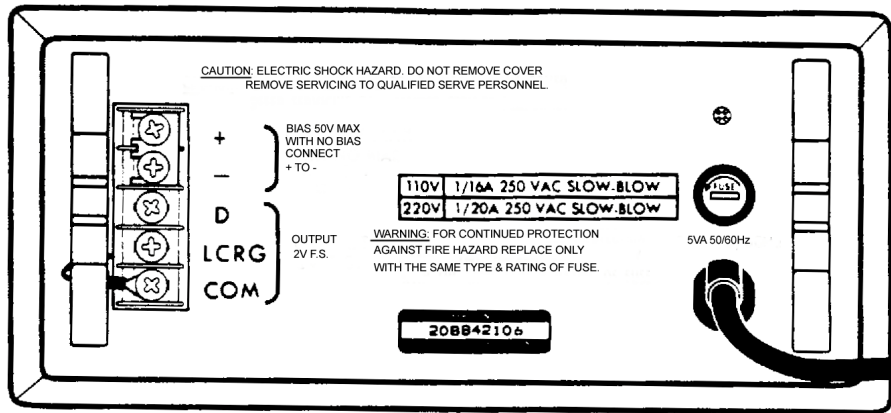 CAUTION: ELECTRIC SHOCK HAZARD. DO NOT REMOVE COVER
REMOVE SERVICING TO QUALIFIED SERVE PERSONNEL.
+
—
BIAS 50V MAX
WITH NO BIAS
CONNECT
+ TO -
D
LCRG
COM
OUTPUT
2V F.S.
110V 1/16A 250 VAC SLOW-BLOW
220V 1/20A 250 VAC SLOW-BLOW
WARNING: FOR CONTINUED PROTECTION
AGAINST FIRE HAZARD REPLACE ONLY
WITH THE SAME TYPE & RATING OF FUSE.
FUSE
5VA 50/60Hz
208842106